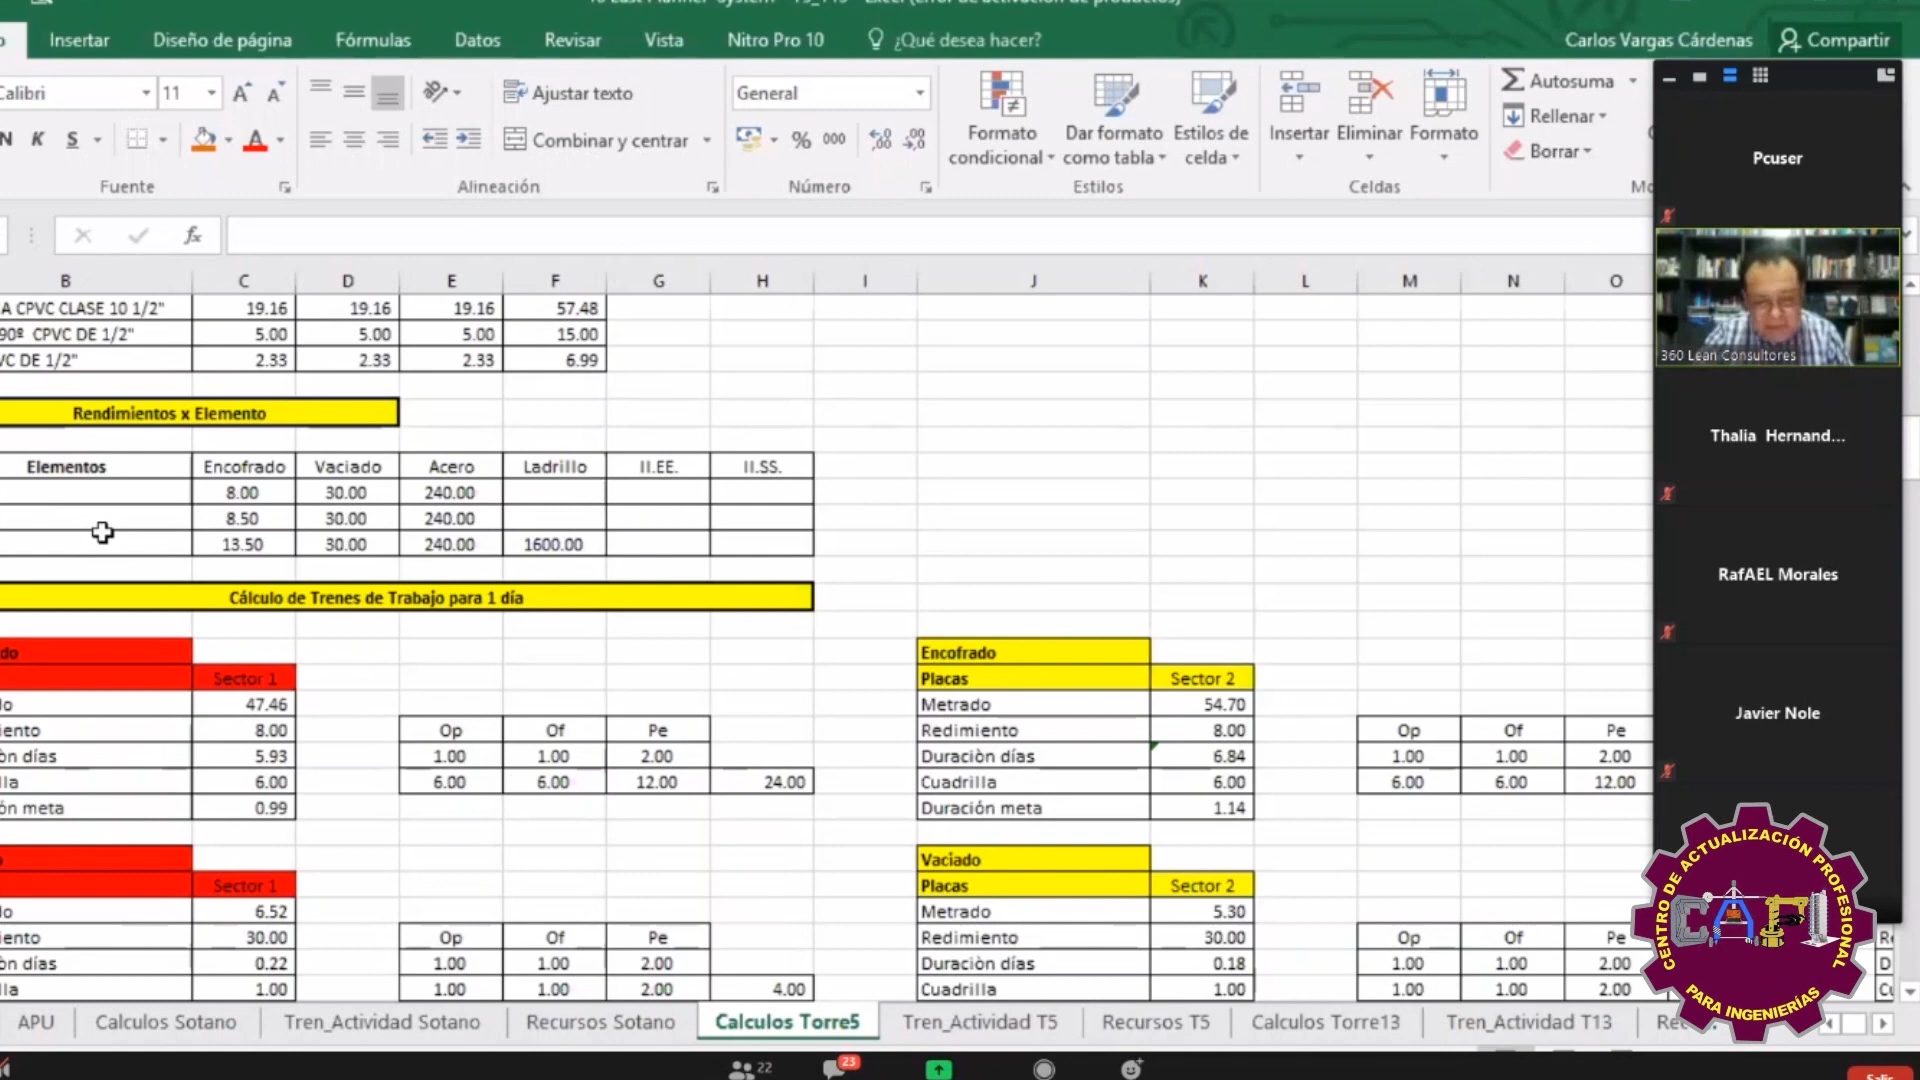 Insertar Diseño de página Fórmulas Datos Revisar Vista Nitro Pro 10 ¿Qué desea hacer? Carlos Vargas Cárdenas Compartir
Calibri 11 Ajustar texto General Autosuma
N K S Combinar y centrar % 000 Formato condicional Dar formato como tabla Estilos de celda Insertar Eliminar Formato Rellenar
Borrar
Fuente Alineación Número Estilos Celdas
fx
B C D E F G H I J K L M N O
A CPVC CLASE 10 1/2" 19.16 19.16 19.16 57.48
90º CPVC DE 1/2" 5.00 5.00 5.00 15.00
VC DE 1/2" 2.33 2.33 2.33 6.99
Rendimientos x Elemento
Elementos Encofrado Vaciado Acero Ladrillo II.EE. II.SS.
8.00 30.00 240.00
8.50 30.00 240.00
13.50 30.00 240.00 1600.00
Cálculo de Trenes de Trabajo para 1 día
do Encofrado
Sector 1 Placas Sector 2
o 47.46 Metrado 54.70
iento 8.00 Op Of Pe Redimiento 8.00 Op Of Pe
òn días 5.93 1.00 1.00 2.00 Duraciòn días 6.84 1.00 1.00 2.00
lla 6.00 6.00 6.00 12.00 24.00 Cuadrilla 6.00 6.00 6.00 12.00
ón meta 0.99 Duración meta 1.14
o Vaciado
Sector 1 Placas Sector 2
o 6.52 Metrado 5.30
iento 30.00 Op Of Pe Redimiento 30.00 Op Of Pe
òn días 0.22 1.00 1.00 2.00 Duraciòn días 0.18 1.00 1.00 2.00
lla 1.00 1.00 1.00 2.00 4.00 Cuadrilla 1.00 1.00 1.00 2.00
APU Calculos Sotano Tren_Actividad Sotano Recursos Sotano Calculos Torre5 Tren_Actividad T5 Recursos T5 Calculos Torre13 Tren_Actividad T13
22 23
Pcuser
360 Lean Consultores
Thalia Hernand...
RafAEL Morales
Javier Nole
CENTRO DE ACTUALIZACIÓN PROFESIONAL
CAPI
PARA INGENIERÍAS